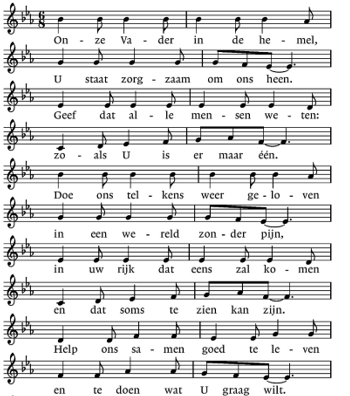 On - ze Va - der in de he - mel,
U staat zorg - zaam om ons heen.
Geef dat al - le men - sen we - ten:
zo - als U is er maar één.
Doe ons tel - kens weer ge - lo - ven
in een we - reld zon - der pijn,
in uw rijk dat eens zal ko - men
en dat soms te zien kan zijn.
Help ons sa - men goed te le - ven
en te doen wat U graag wilt.